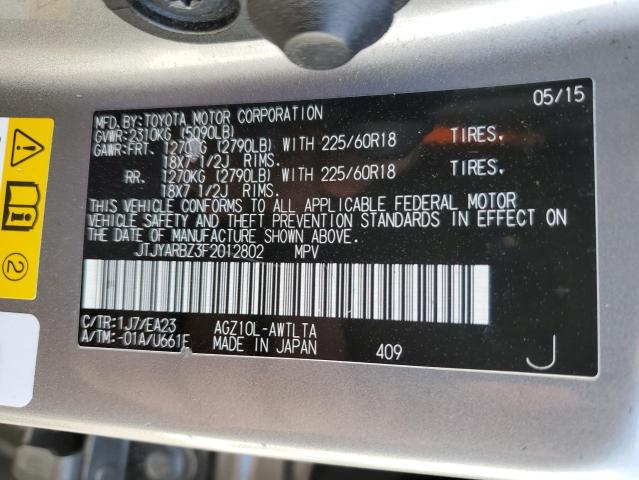 05/15
MFD.BY:TOYOTA MOTOR CORPORATION
GVWR:2310KG (5090LB)
GAWR:FRT. 1270KG (2790LB) WITH 225/60R18 TIRES.
18X7 1/2J RIMS.
RR. 1270KG (2790LB) WITH 225/60R18 TIRES.
18X7 1/2J RIMS.
THIS VEHICLE CONFORMS TO ALL APPLICABLE FEDERAL MOTOR
VEHICLE SAFETY AND THEFT PREVENTION STANDARDS IN EFFECT ON
THE DATE OF MANUFACTURE SHOWN ABOVE.
JTJYARBZ3F2012802 MPV
C/TR:1J7/EA23 AGZ10L-AWTLTA
A/TM:-01A/U661E MADE IN JAPAN 409 J
2